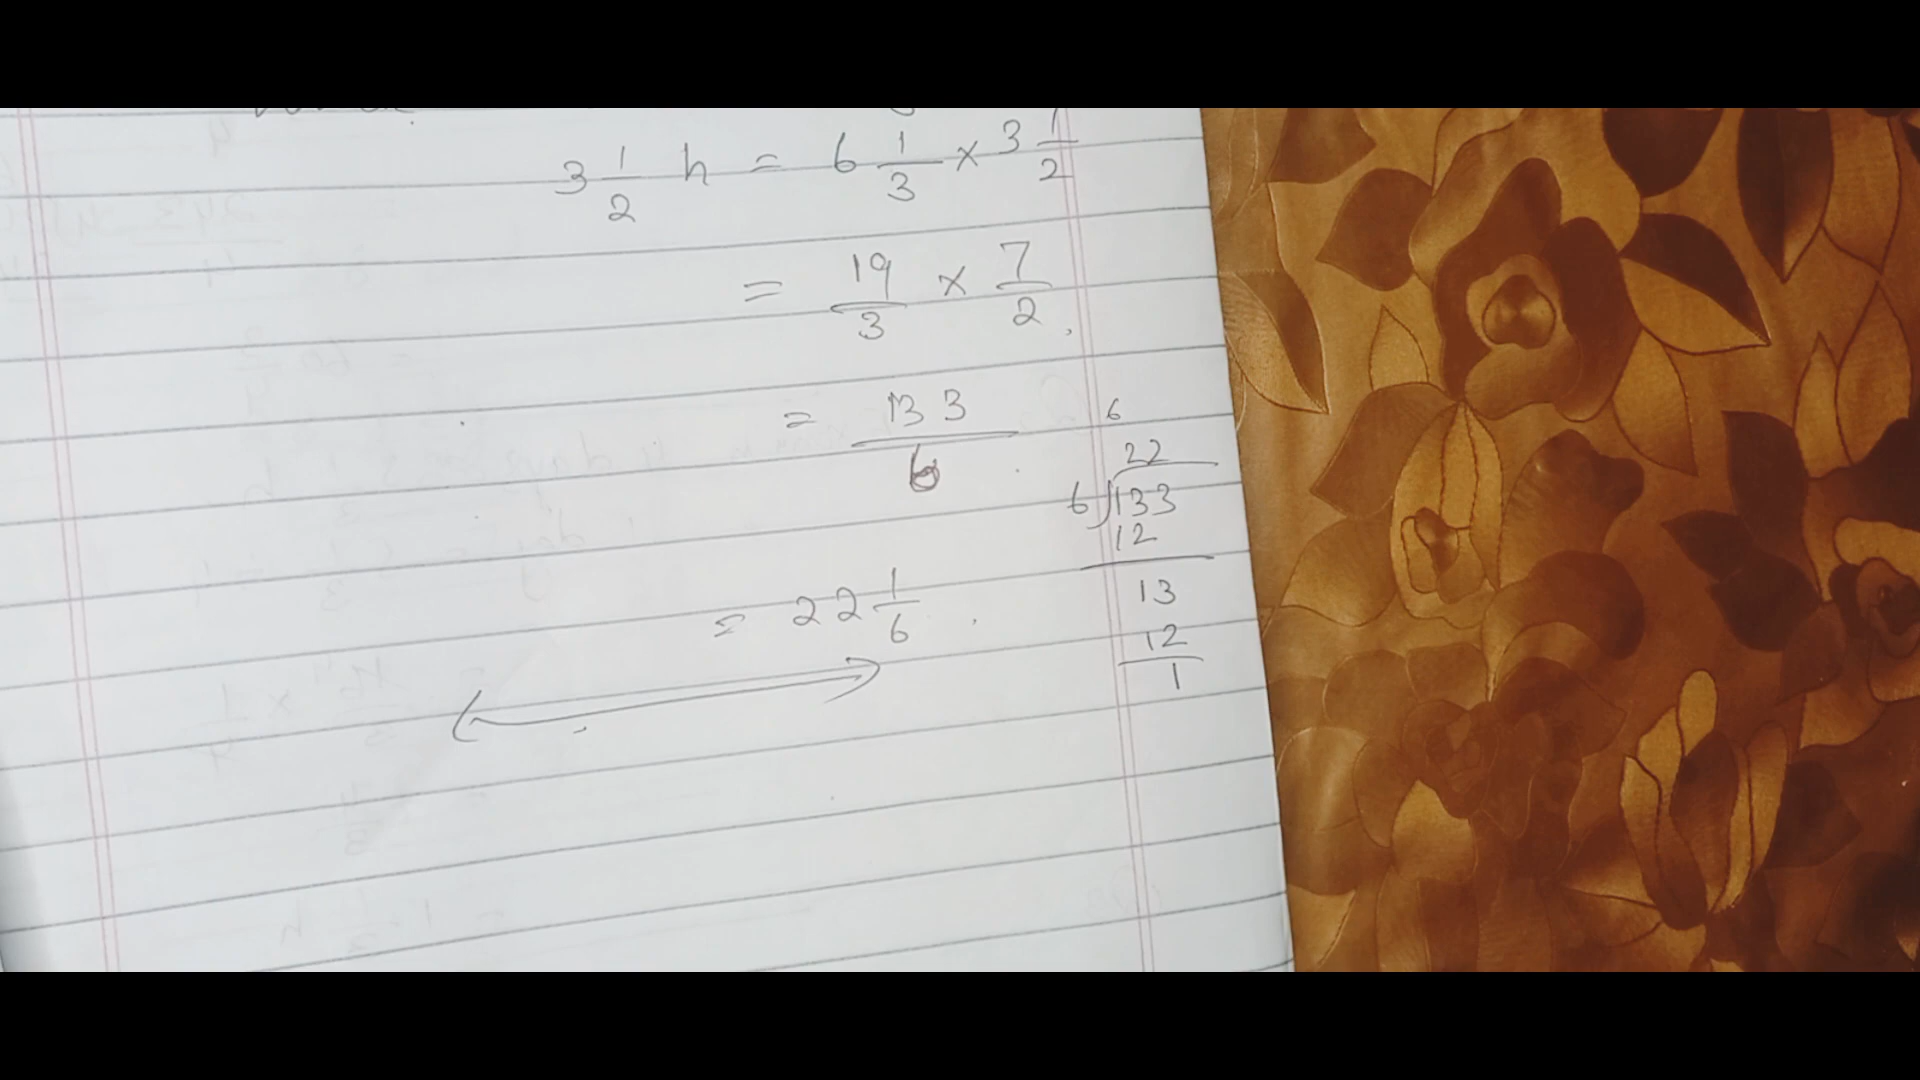 3 1/2 h = 6 1/3 × 3 1/2
= 19/3 × 7/2
= 133/6
= 22 1/6
6
22
6)133
12
13
12
1